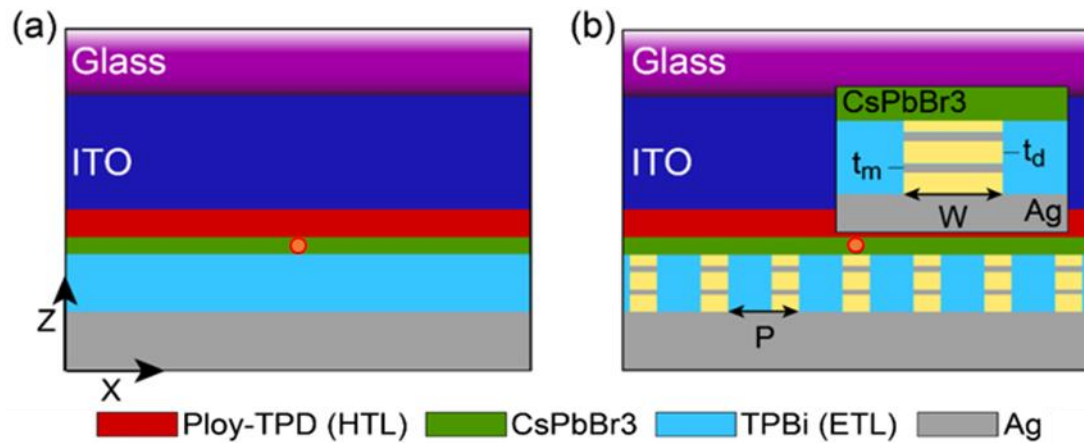 (a)
Glass
ITO
Z
X
(b)
Glass
ITO
CsPbBr3
t_m
t_d
W
Ag
P
Ploy-TPD (HTL) CsPbBr3 TPBi (ETL) Ag